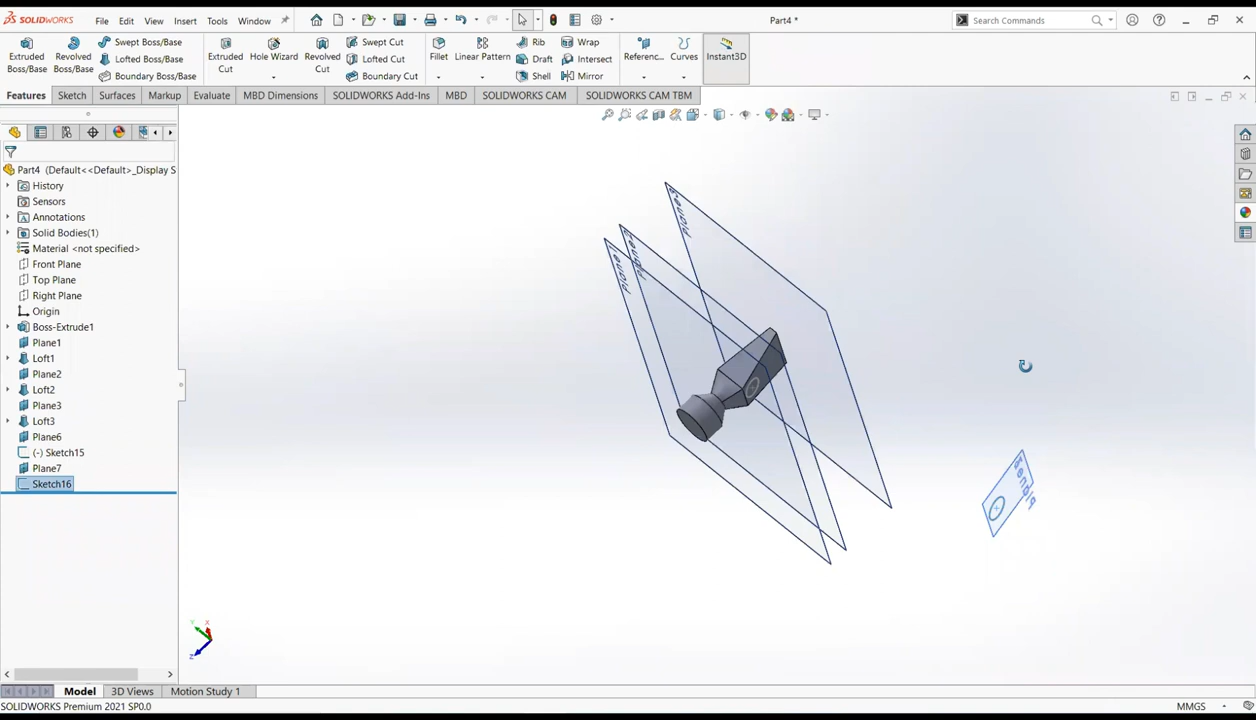 SOLIDWORKS File Edit View Insert Tools Window Part4 * Search Commands
Extruded Boss/Base
Revolved Boss/Base
Swept Boss/Base
Lofted Boss/Base
Boundary Boss/Base
Extruded Cut
Hole Wizard
Revolved Cut
Swept Cut
Lofted Cut
Boundary Cut
Fillet
Linear Pattern
Rib
Draft
Shell
Wrap
Intersect
Mirror
Referenc...
Curves
Instant3D
Features Sketch Surfaces Markup Evaluate MBD Dimensions SOLIDWORKS Add-Ins MBD SOLIDWORKS CAM SOLIDWORKS CAM TBM
Part4 (Default<<Default>_Display S
History
Sensors
Annotations
Solid Bodies(1)
Material <not specified>
Front Plane
Top Plane
Right Plane
Origin
Boss-Extrude1
Plane1
Loft1
Plane2
Loft2
Plane3
Loft3
Plane6
(-) Sketch15
Plane7
Sketch16
Y X
Z
Model 3D Views Motion Study 1
SOLIDWORKS Premium 2021 SP0.0 MMGS